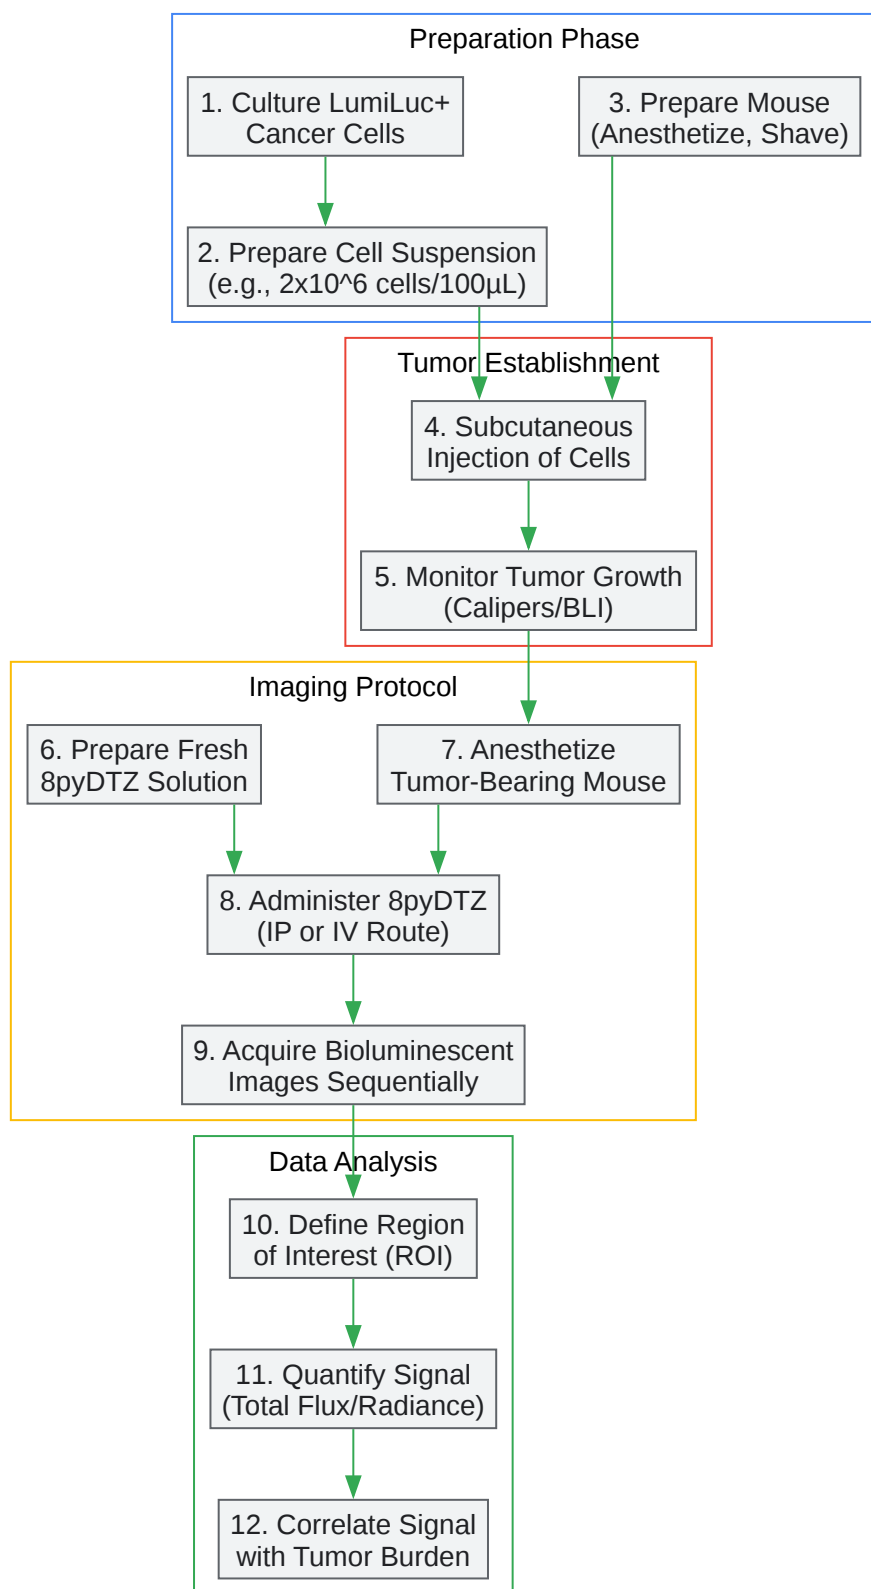 Preparation Phase
1. Culture LumiLuc+
Cancer Cells
3. Prepare Mouse
(Anesthetize, Shave)
2. Prepare Cell Suspension
(e.g., 2x10^6 cells/100µL)
Tumor Establishment
4. Subcutaneous
Injection of Cells
5. Monitor Tumor Growth
(Calipers/BLI)
Imaging Protocol
6. Prepare Fresh
8pyDTZ Solution
7. Anesthetize
Tumor-Bearing Mouse
8. Administer 8pyDTZ
(IP or IV Route)
9. Acquire Bioluminescent
Images Sequentially
Data Analysis
10. Define Region
of Interest (ROI)
11. Quantify Signal
(Total Flux/Radiance)
12. Correlate Signal
with Tumor Burden